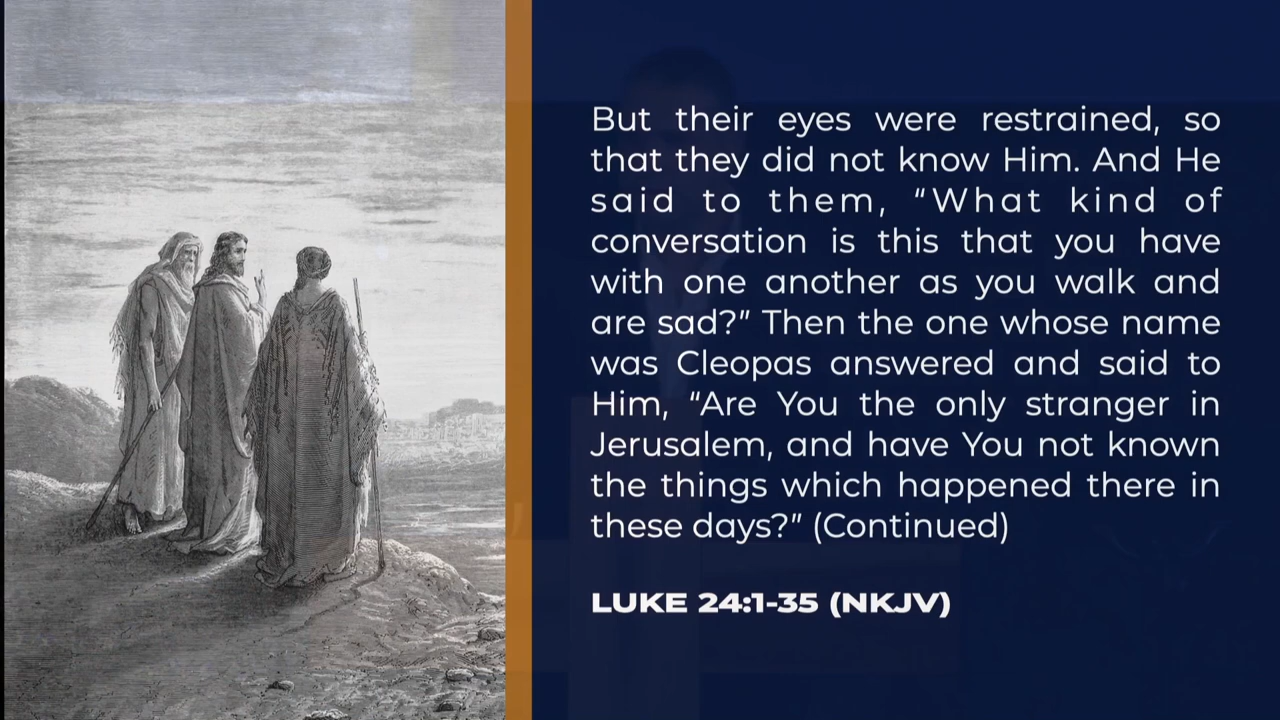 But their eyes were restrained, so
that they did not know Him. And He
said to them, “What kind of
conversation is this that you have
with one another as you walk and
are sad?” Then the one whose name
was Cleopas answered and said to
Him, “Are You the only stranger in
Jerusalem, and have You not known
the things which happened there in
these days?” (Continued)
LUKE 24:1-35 (NKJV)